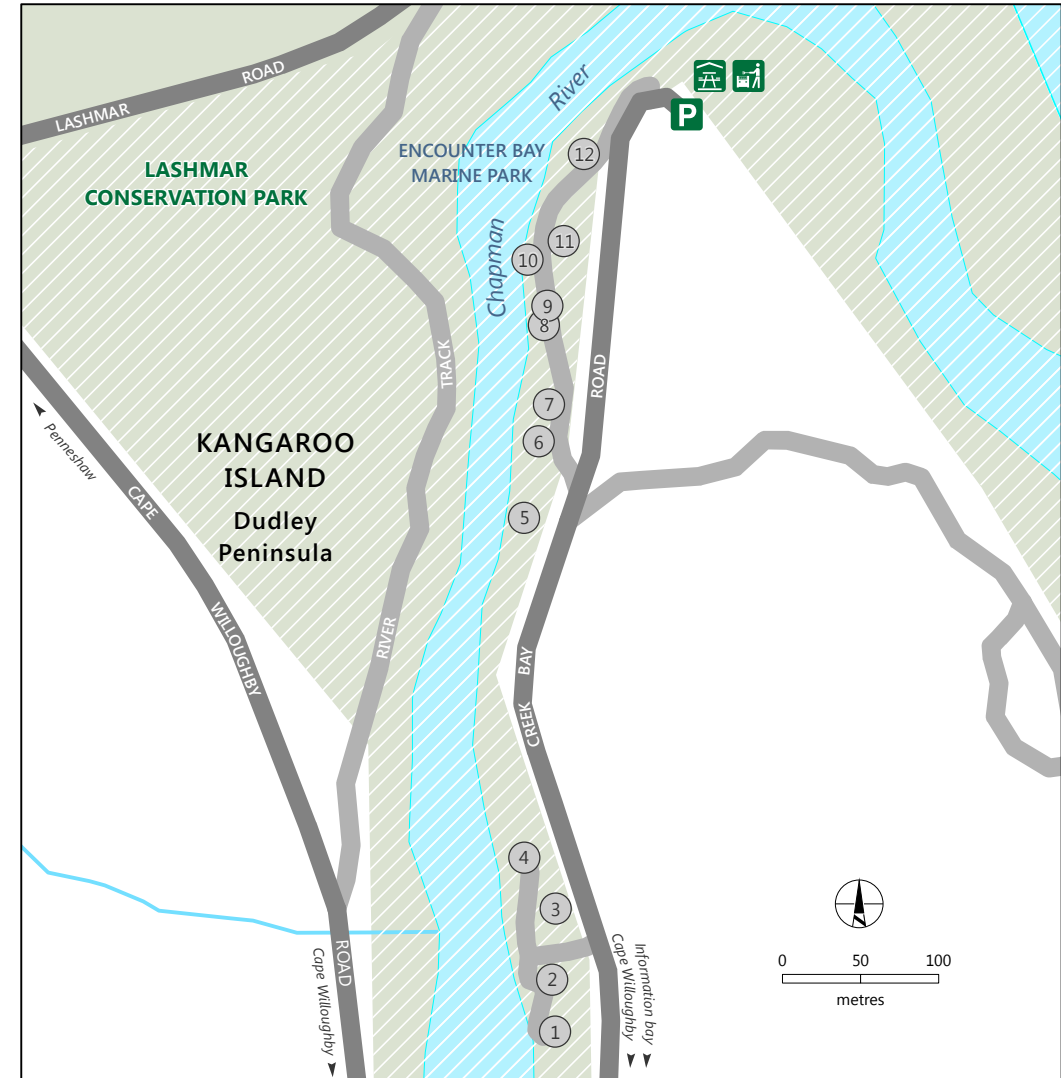 LASHMAR ROAD
River
P
ENCOUNTER BAY
MARINE PARK
12
LASHMAR
CONSERVATION PARK
Chapman
11
10
9
8
TRACK
ROAD
7
6
KANGAROO
ISLAND
Penneshaw
CAPE
Dudley
Peninsula
5
WILLOUGHBY
RIVER
BAY
CREEK
4
3
N
ROAD
Cape Willoughby
Cape Willoughby
Information bay
2
1
0 50 100
metres